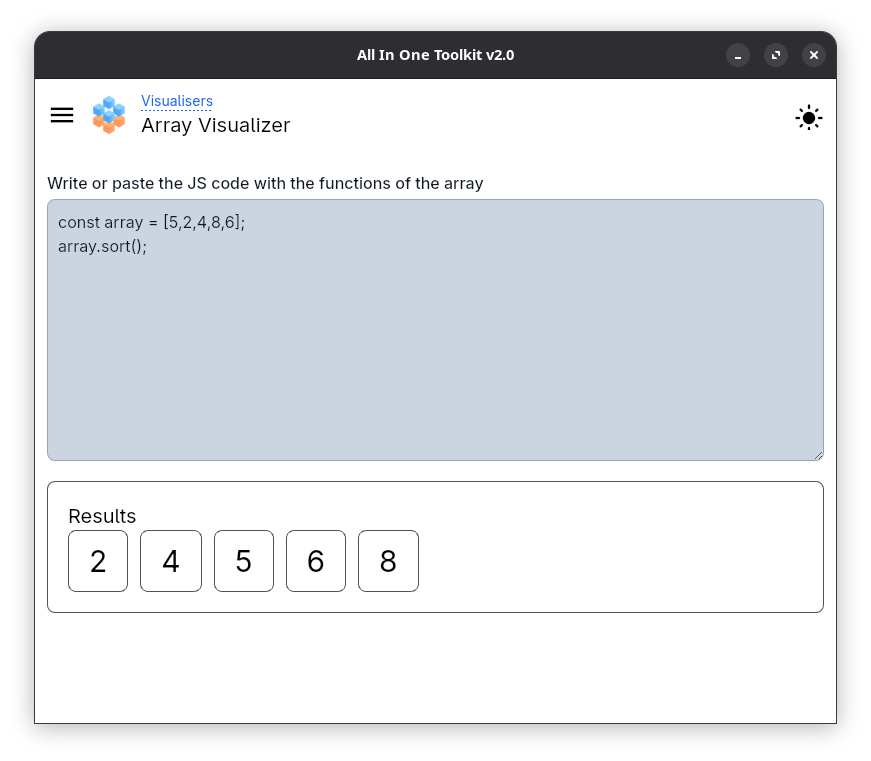 All In One Toolkit v2.0
Visualisers
Array Visualizer
Write or paste the JS code with the functions of the array
const array = [5,2,4,8,6];
array.sort();
Results
2 4 5 6 8